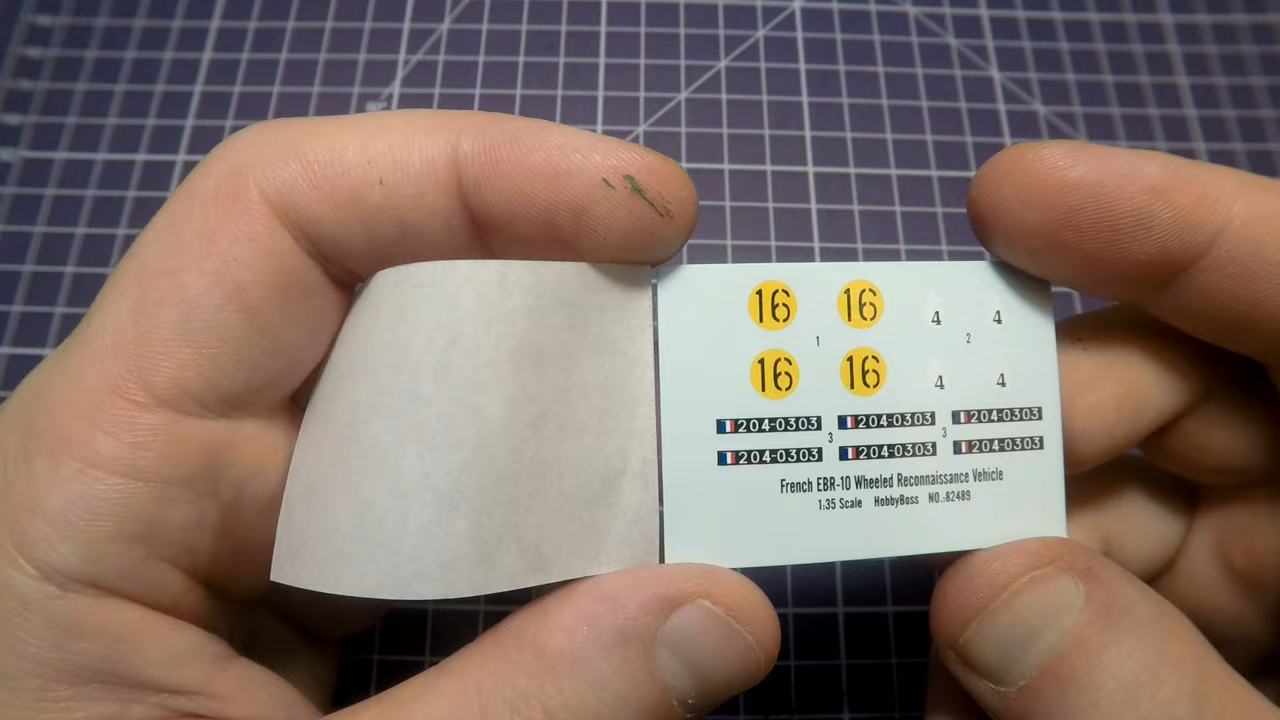 16 16 4 4
1 2
16 16 4 4
204-0303 204-0303 204-0303
3 3
204-0303 204-0303 204-0303
French EBR-10 Wheeled Reconnaissance Vehicle
1:35 Scale HobbyBoss NO.:82489